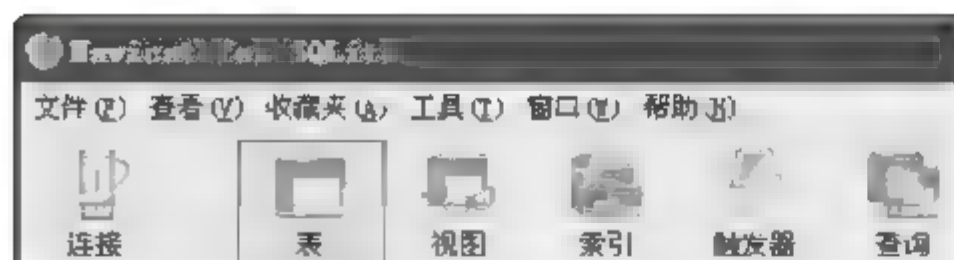 文件(F) 查看(V) 收藏夹(A) 工具(T) 窗口(W) 帮助(H)
连接 表 视图 索引 触发器 查询